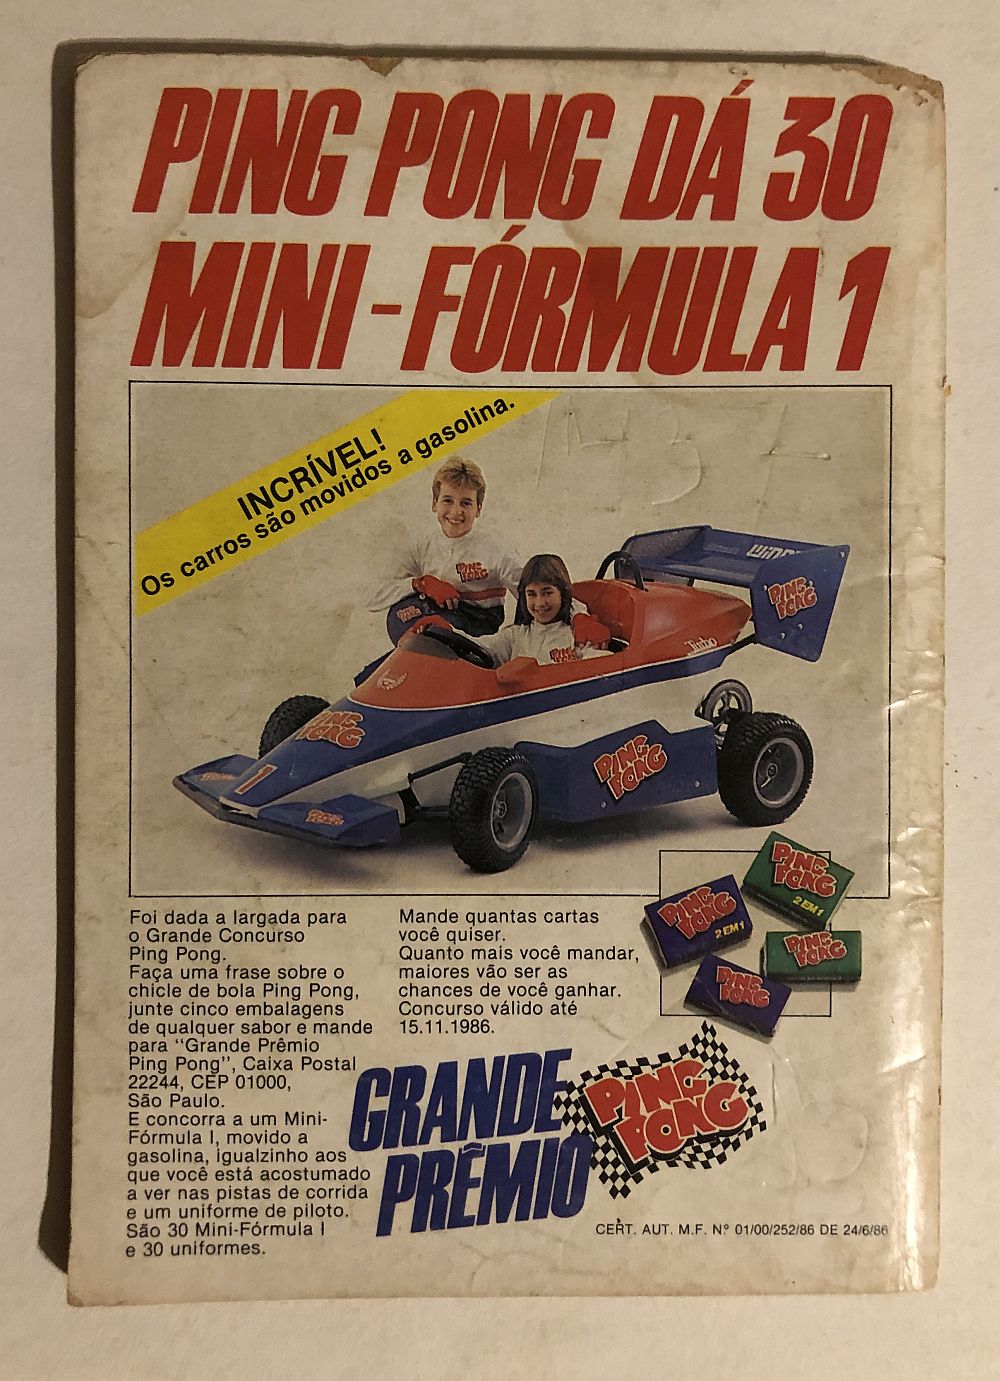 PING PONG DÁ 30
MINI-FÓRMULA 1
INCRÍVEL!
Os carros são movidos a gasolina.
PING
PONG
PING
PONG
PING
PONG
1
PING
PONG
PING
PONG
2 EM 1
PING
PONG
2 EM 1
PING
PONG
PING
PONG
Foi dada a largada para
o Grande Concurso
Ping Pong.
Faça uma frase sobre o
chicle de bola Ping Pong,
junte cinco embalagens
de qualquer sabor e mande
para "Grande Prêmio
Ping Pong", Caixa Postal
22244, CEP 01000,
São Paulo.
E concorra a um Mini-
Fórmula I, movido a
gasolina, igualzinho aos
que você está acostumado
a ver nas pistas de corrida
e um uniforme de piloto.
São 30 Mini-Fórmula I
e 30 uniformes.
Mande quantas cartas
você quiser.
Quanto mais você mandar,
maiores vão ser as
chances de você ganhar.
Concurso válido até
15.11.1986.
GRANDE
PRÊMIO
PING
PONG
CERT. AUT. M.F. Nº 01/00/252/86 DE 24/6/86